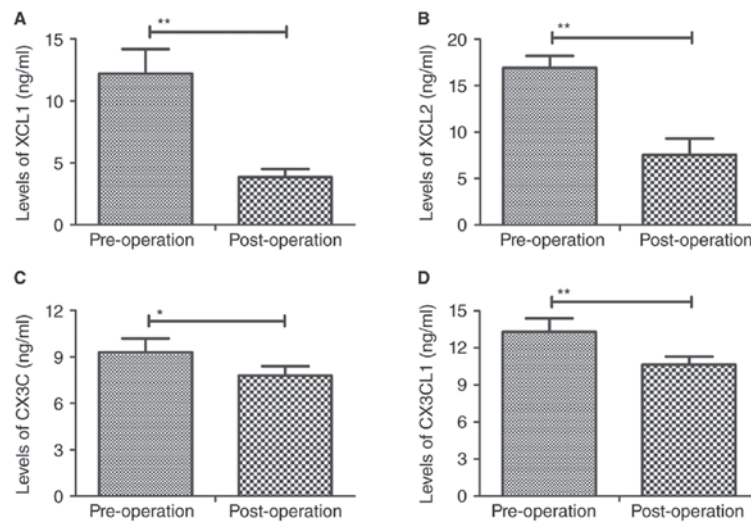 A
**
Levels of XCL1 (ng/ml)
15
10
5
0
Pre-operation
Post-operation
B
**
Levels of XCL2 (ng/ml)
20
15
10
5
0
Pre-operation
Post-operation
C
*
Levels of CX3C (ng/ml)
12
9
6
3
0
Pre-operation
Post-operation
D
**
Levels of CX3CL1 (ng/ml)
15
12
9
6
3
0
Pre-operation
Post-operation